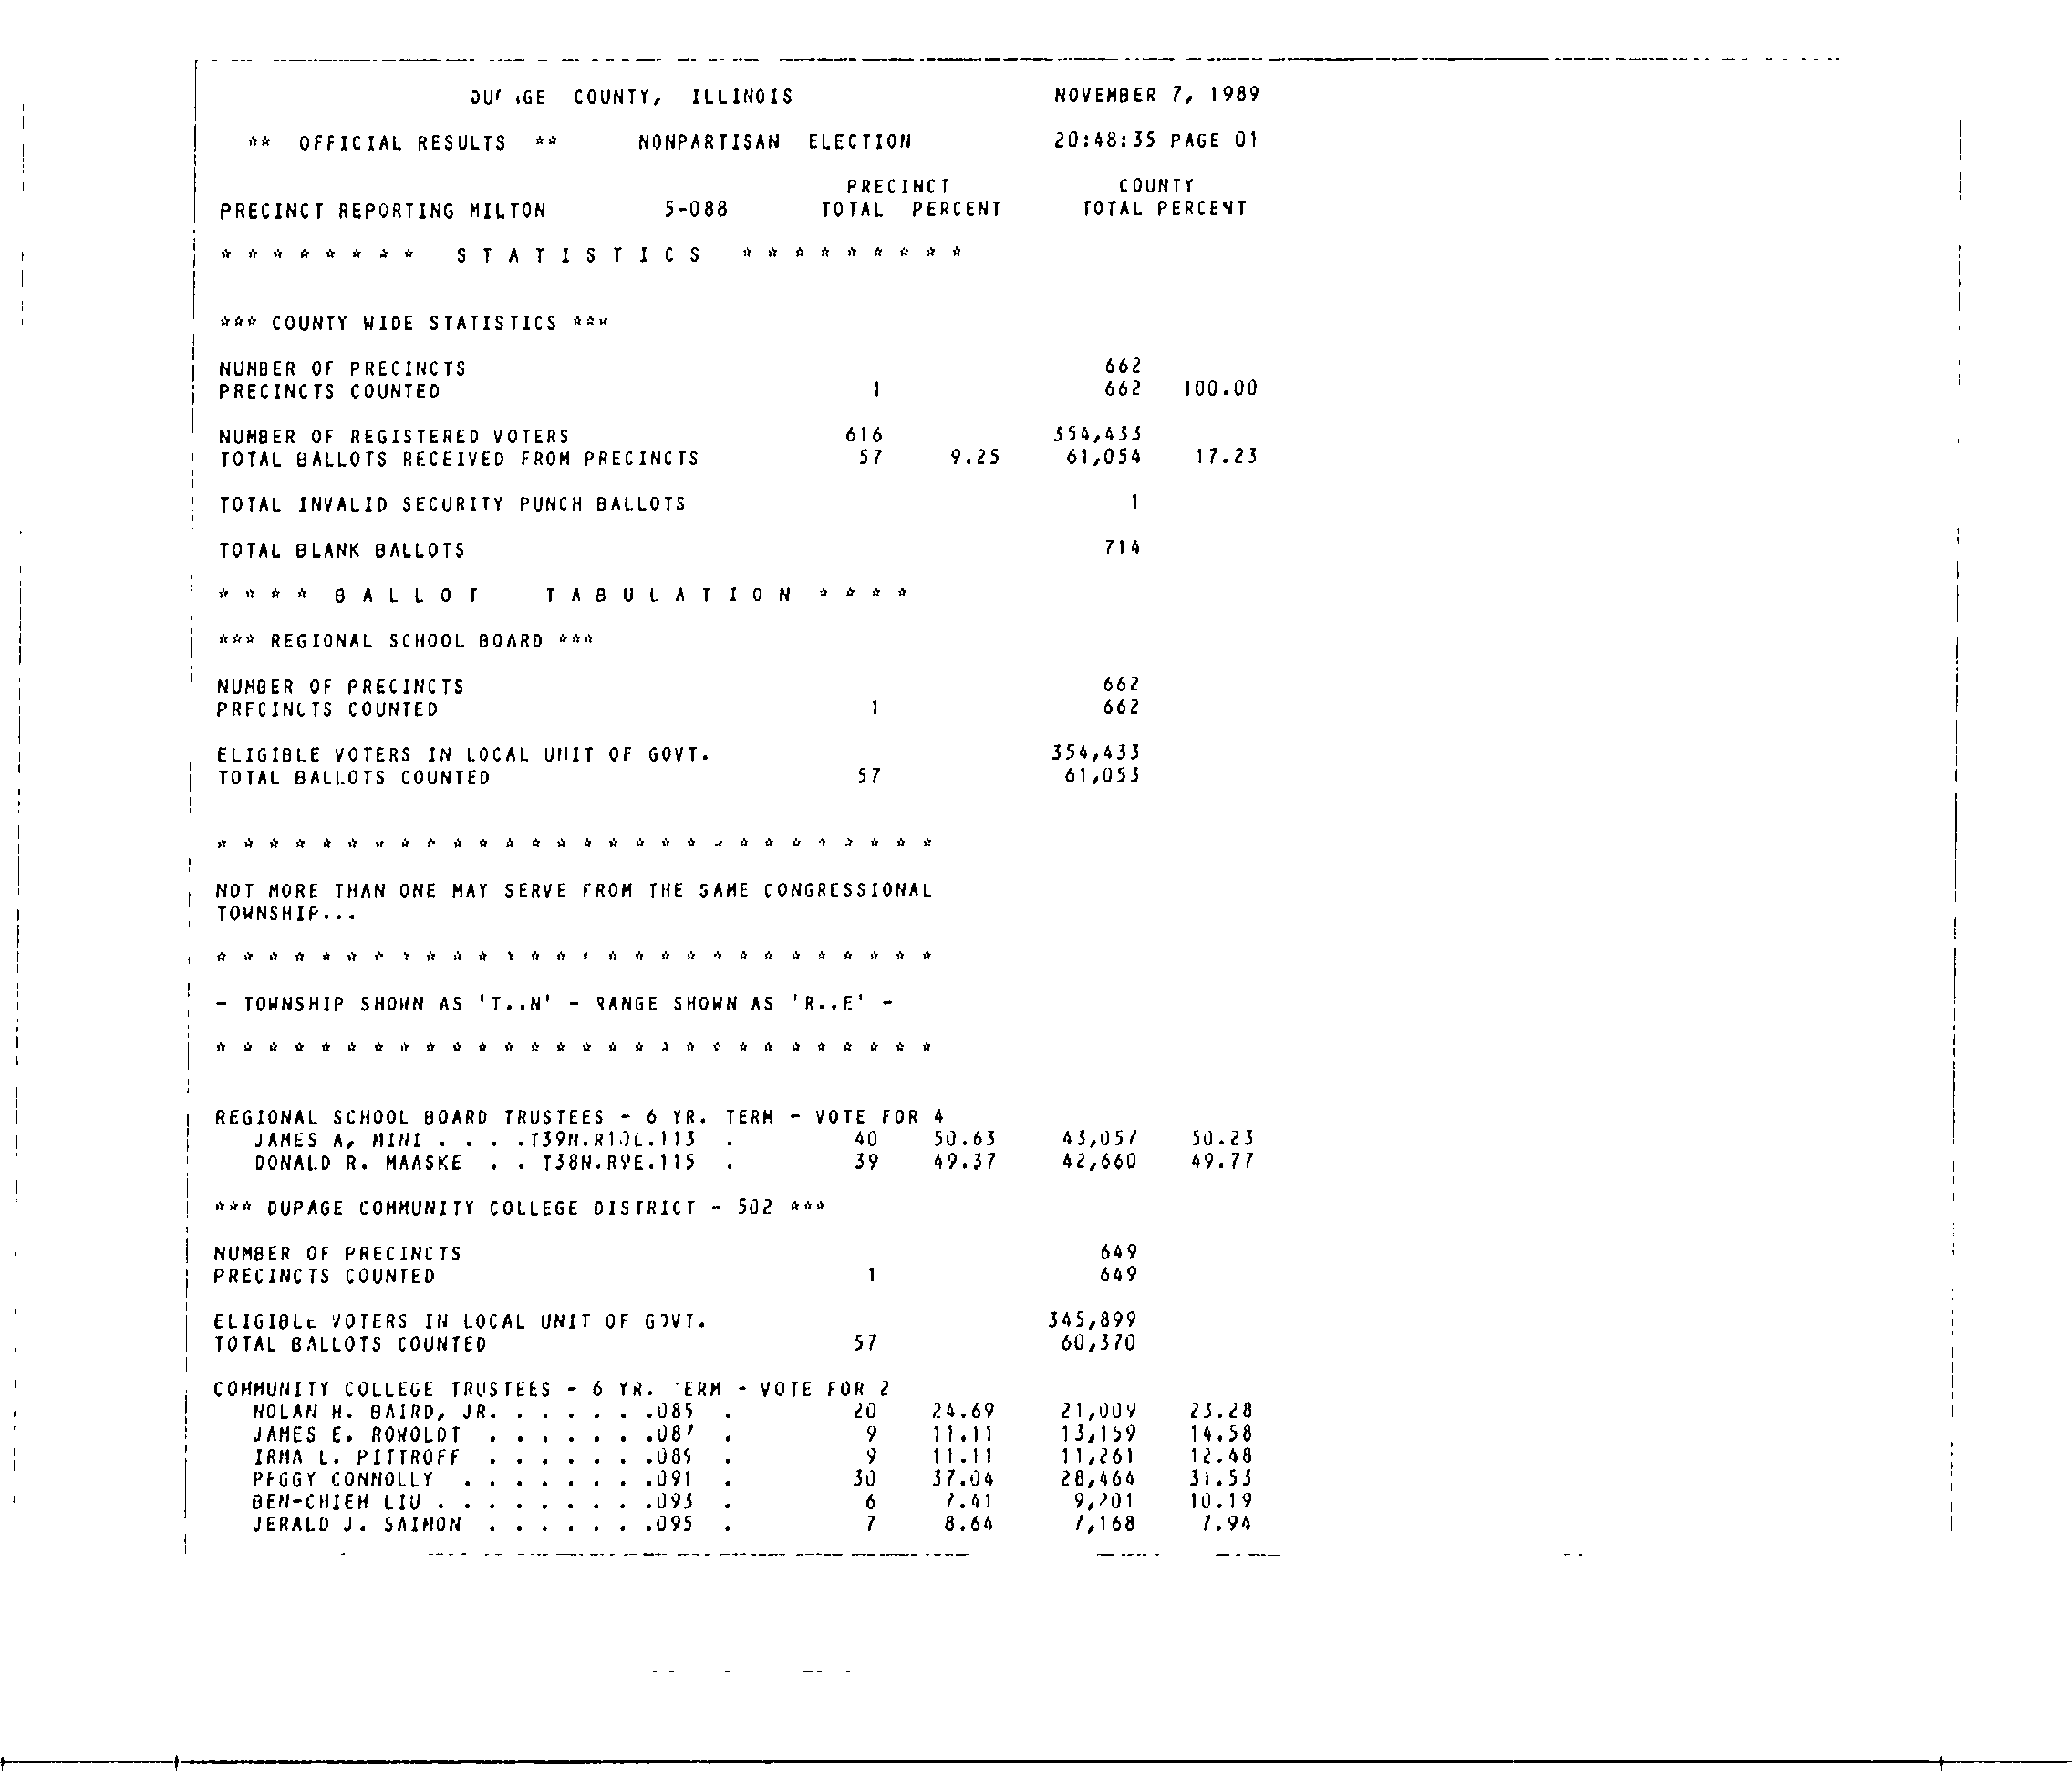 COUNTY, ILLINOIS NOVEMBER 7, 1989
** OFFICIAL RESULTS ** NONPARTISAN ELECTION 20:48:35 PAGE 01
PRECINCT COUNTY
PRECINCT REPORTING MILTON 5-088 TOTAL PERCENT TOTAL PERCENT
* * * * * * * * S T A T I S T I C S * * * * * * * * *
*** COUNTY WIDE STATISTICS ***
NUMBER OF PRECINCTS 662
PRECINCTS COUNTED 1 662 100.00
NUMBER OF REGISTERED VOTERS 616 354,433
TOTAL BALLOTS RECEIVED FROM PRECINCTS 57 9.25 61,054 17.23
TOTAL INVALID SECURITY PUNCH BALLOTS 1
TOTAL BLANK BALLOTS 714
* * * * B A L L O T T A B U L A T I O N * * * *
*** REGIONAL SCHOOL BOARD ***
NUMBER OF PRECINCTS 662
PRECINCTS COUNTED 1 662
ELIGIBLE VOTERS IN LOCAL UNIT OF GOVT. 354,433
TOTAL BALLOTS COUNTED 57 61,053
* * * * * * * * * * * * * * * * * * * * * * * * * * * *
NOT MORE THAN ONE MAY SERVE FROM THE SAME CONGRESSIONAL
TOWNSHIP...
* * * * * * * * * * * * * * * * * * * * * * * * * * * *
- TOWNSHIP SHOWN AS 'T..N' - RANGE SHOWN AS 'R..E' -
* * * * * * * * * * * * * * * * * * * * * * * * * * * *
REGIONAL SCHOOL BOARD TRUSTEES - 6 YR. TERM - VOTE FOR 4
JAMES A, MINI . . . .T39N.R10E.113 . 40 50.63 43,057 50.23
DONALD R. MAASKE . . T38N.R9E.115 . 39 49.37 42,660 49.77
*** DUPAGE COMMUNITY COLLEGE DISTRICT - 502 ***
NUMBER OF PRECINCTS 649
PRECINCTS COUNTED 1 649
ELIGIBLE VOTERS IN LOCAL UNIT OF GOVT. 345,899
TOTAL BALLOTS COUNTED 57 60,370
COMMUNITY COLLEGE TRUSTEES - 6 YR. TERM - VOTE FOR 2
NOLAN H. BAIRD, JR. . . . . . .085 . 20 24.69 21,009 23.28
JAMES E. ROWOLDT . . . . . . .087 . 9 11.11 13,159 14.58
IRMA L. PITTROFF . . . . . . .089 . 9 11.11 11,261 12.48
PEGGY CONNOLLY . . . . . . . .091 . 30 37.04 28,464 31.53
BEN-CHIEH LIU . . . . . . . . .093 . 6 7.41 9,201 10.19
JERALD J. SAIMON . . . . . . .095 . 7 8.64 7,168 7.94